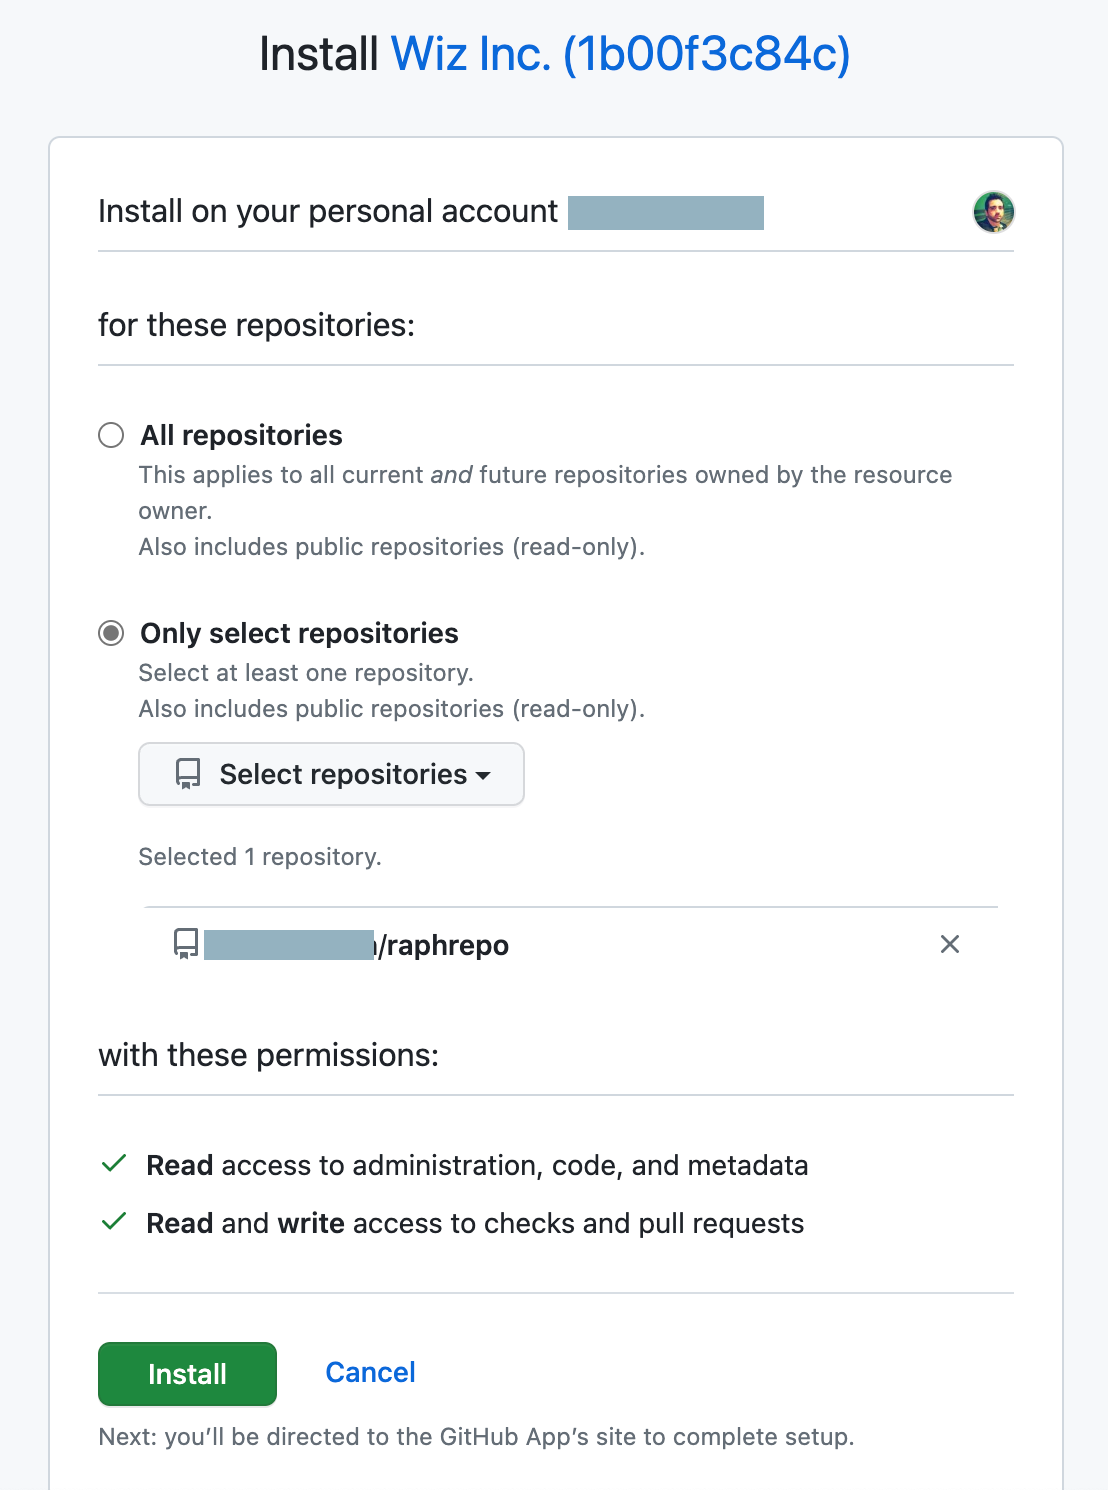 Install Wiz Inc. (1b00f3c84c)
Install on your personal account
for these repositories:
All repositories
This applies to all current and future repositories owned by the resource
owner.
Also includes public repositories (read-only).
Only select repositories
Select at least one repository.
Also includes public repositories (read-only).
Select repositories
Selected 1 repository.
/raphrepo
with these permissions:
Read access to administration, code, and metadata
Read and write access to checks and pull requests
Install Cancel
Next: you’ll be directed to the GitHub App’s site to complete setup.